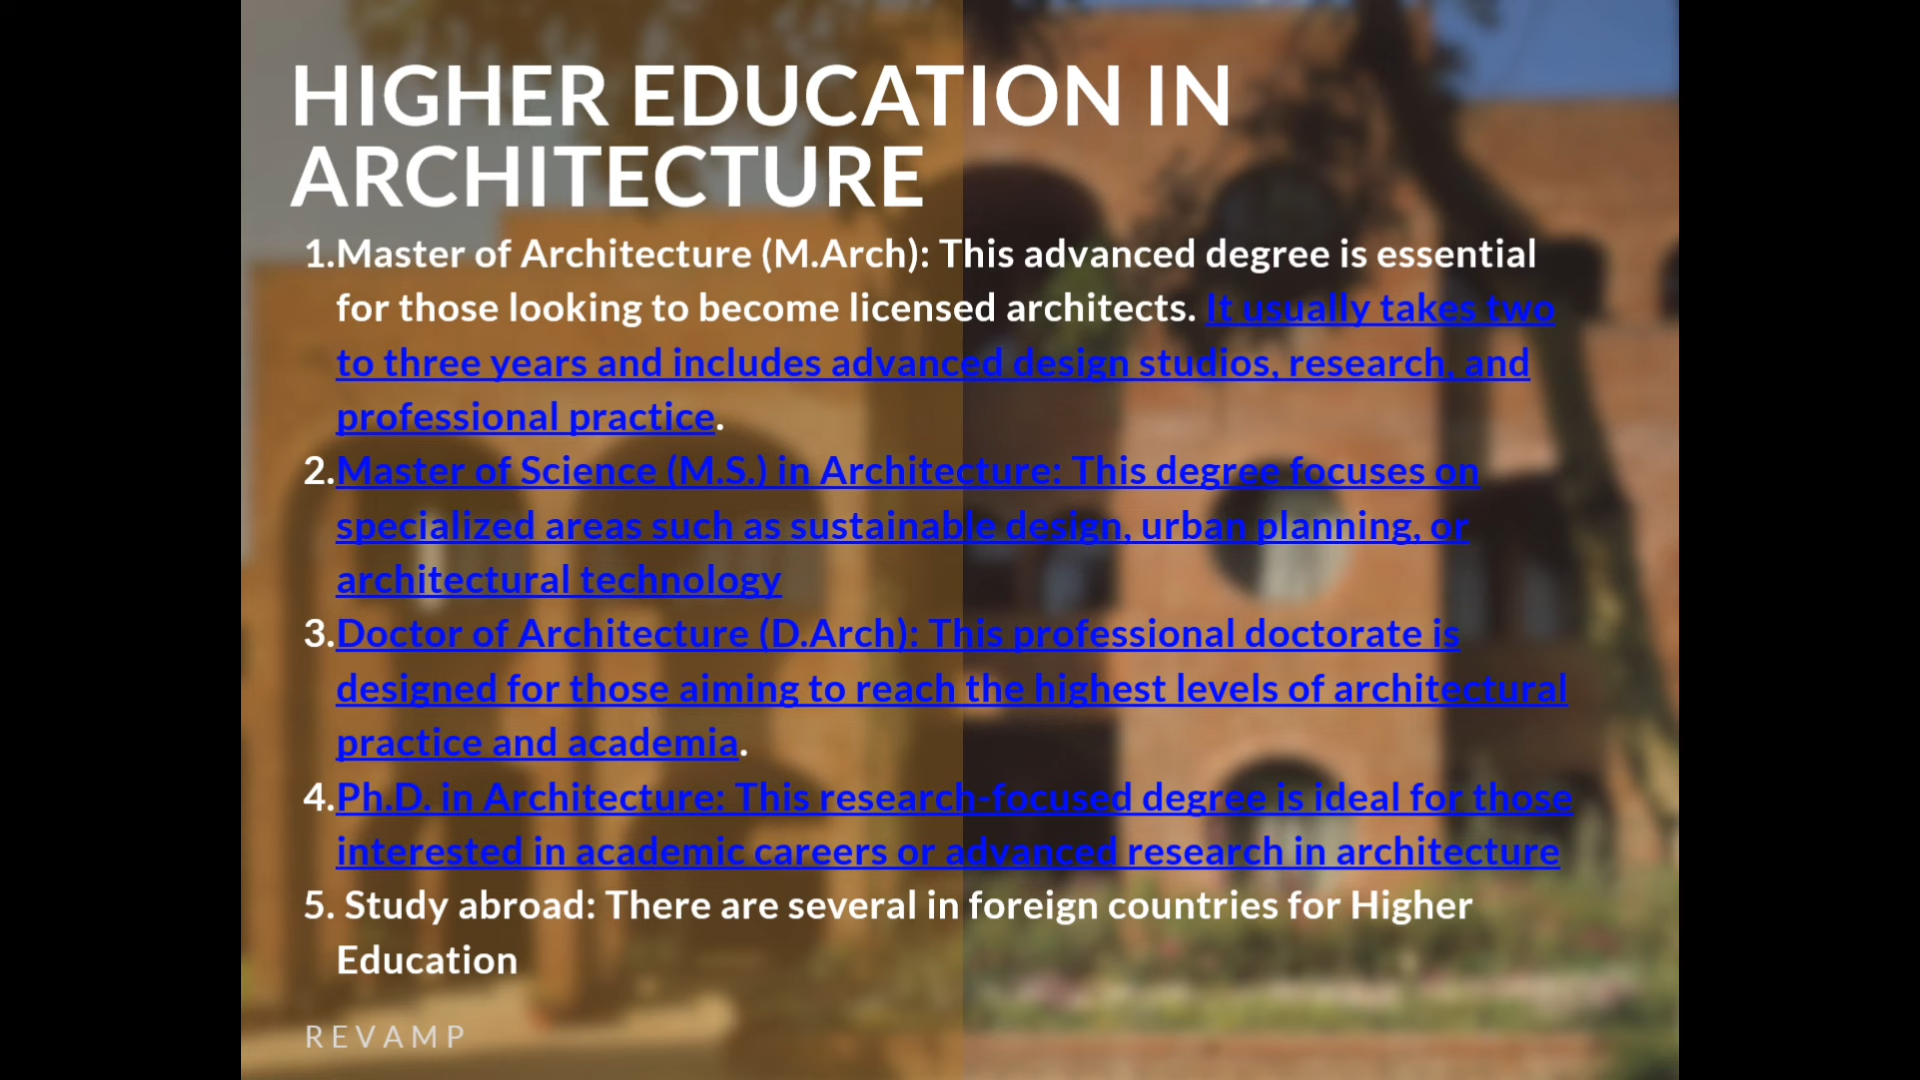 HIGHER EDUCATION IN
ARCHITECTURE
1.Master of Architecture (M.Arch): This advanced degree is essential
for those looking to become licensed architects. It usually takes two
to three years and includes advanced design studios, research, and
professional practice.
2.Master of Science (M.S.) in Architecture: This degree focuses on
specialized areas such as sustainable design, urban planning, or
architectural technology
3.Doctor of Architecture (D.Arch): This professional doctorate is
designed for those aiming to reach the highest levels of architectural
practice and academia.
4.Ph.D. in Architecture: This research-focused degree is ideal for those
interested in academic careers or advanced research in architecture
5. Study abroad: There are several in foreign countries for Higher
Education
REVAMP